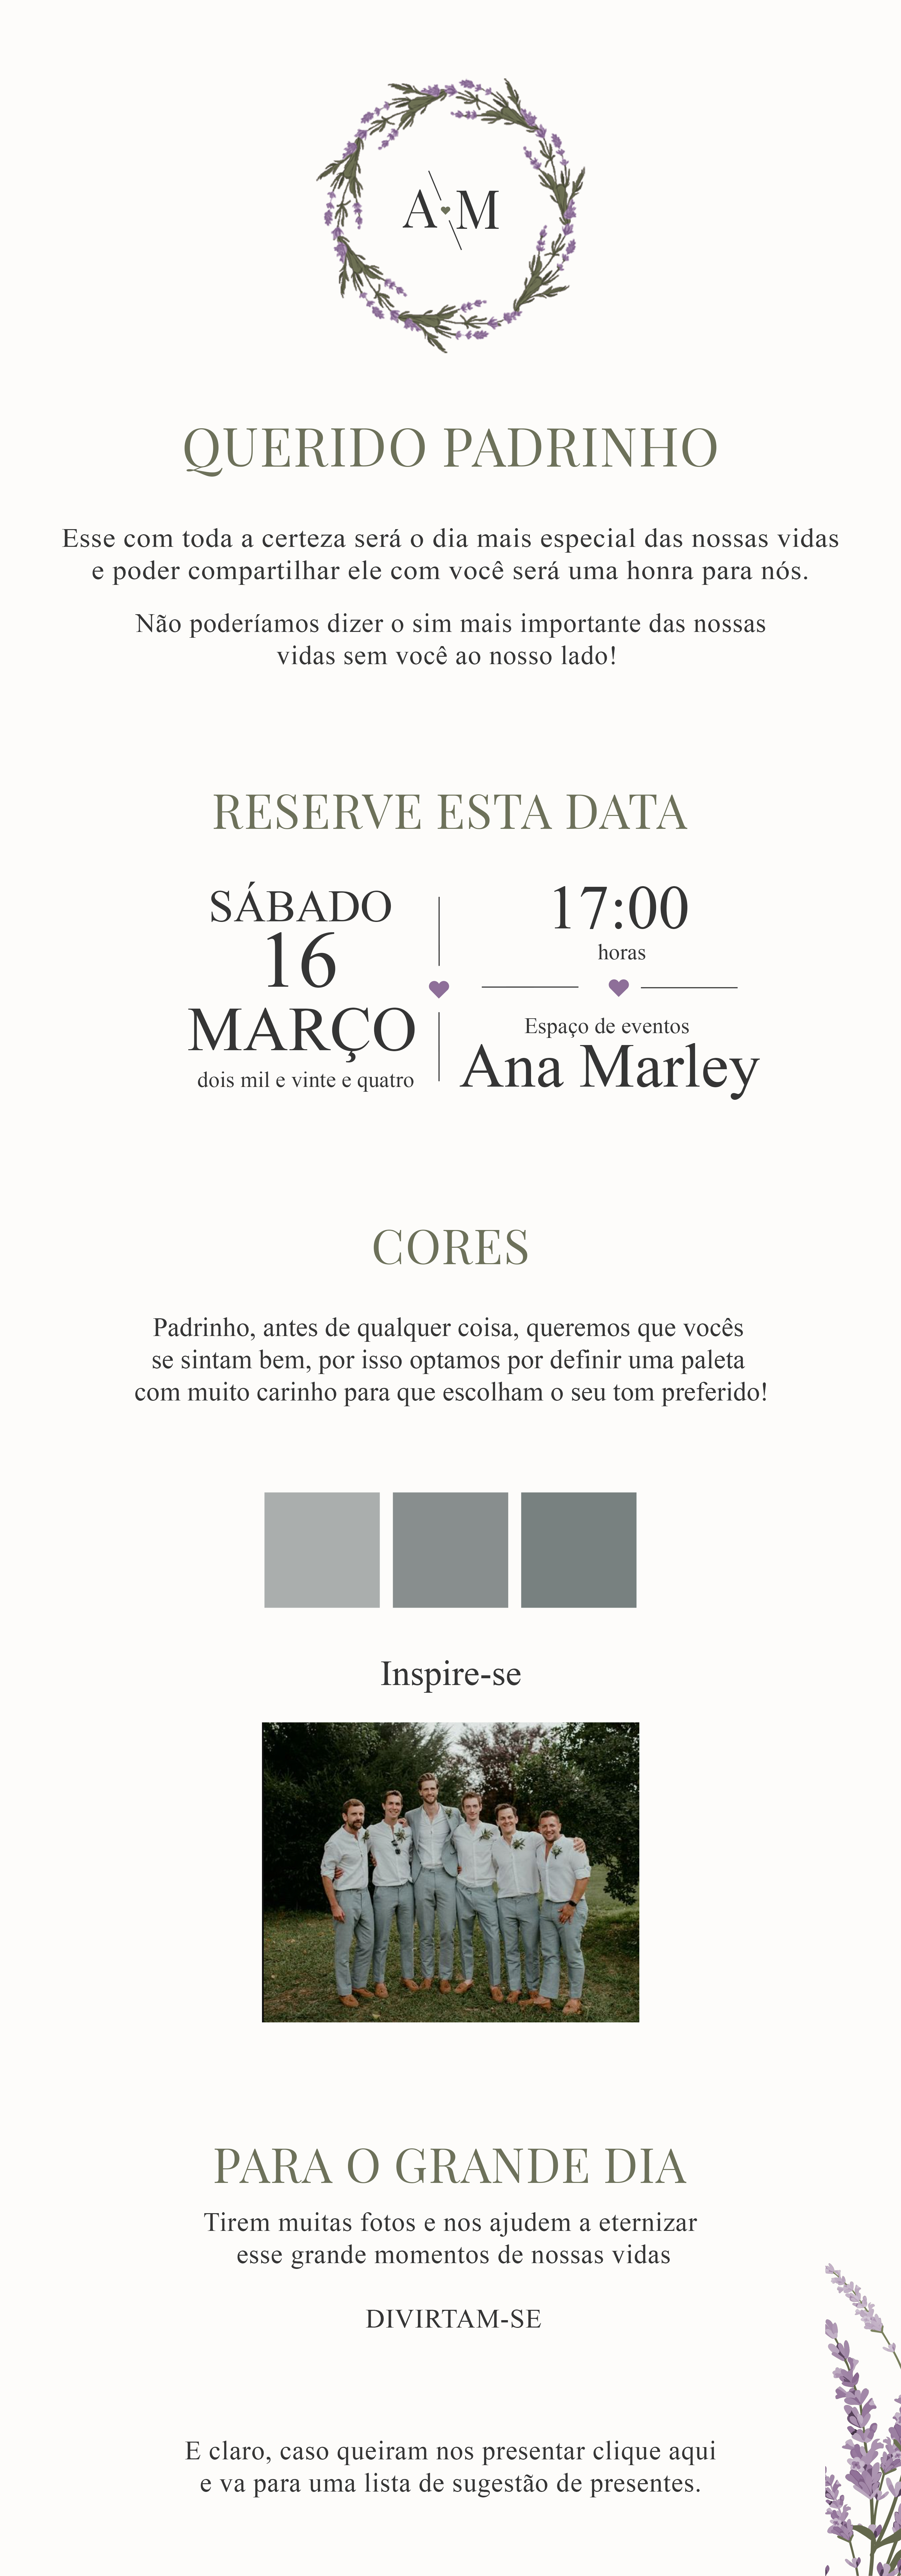 A M
QUERIDO PADRINHO
Esse com toda a certeza será o dia mais especial das nossas vidas
e poder compartilhar ele com você será uma honra para nós.
Não poderíamos dizer o sim mais importante das nossas
vidas sem você ao nosso lado!
RESERVE ESTA DATA
SÁBADO
16
MARÇO
dois mil e vinte e quatro
17:00
horas
Espaço de eventos
Ana Marley
CORES
Padrinho, antes de qualquer coisa, queremos que vocês
se sintam bem, por isso optamos por definir uma paleta
com muito carinho para que escolham o seu tom preferido!
Inspire-se
PARA O GRANDE DIA
Tirem muitas fotos e nos ajudem a eternizar
esse grande momentos de nossas vidas
DIVIRTAM-SE
E claro, caso queiram nos presentar clique aqui
e va para uma lista de sugestão de presentes.